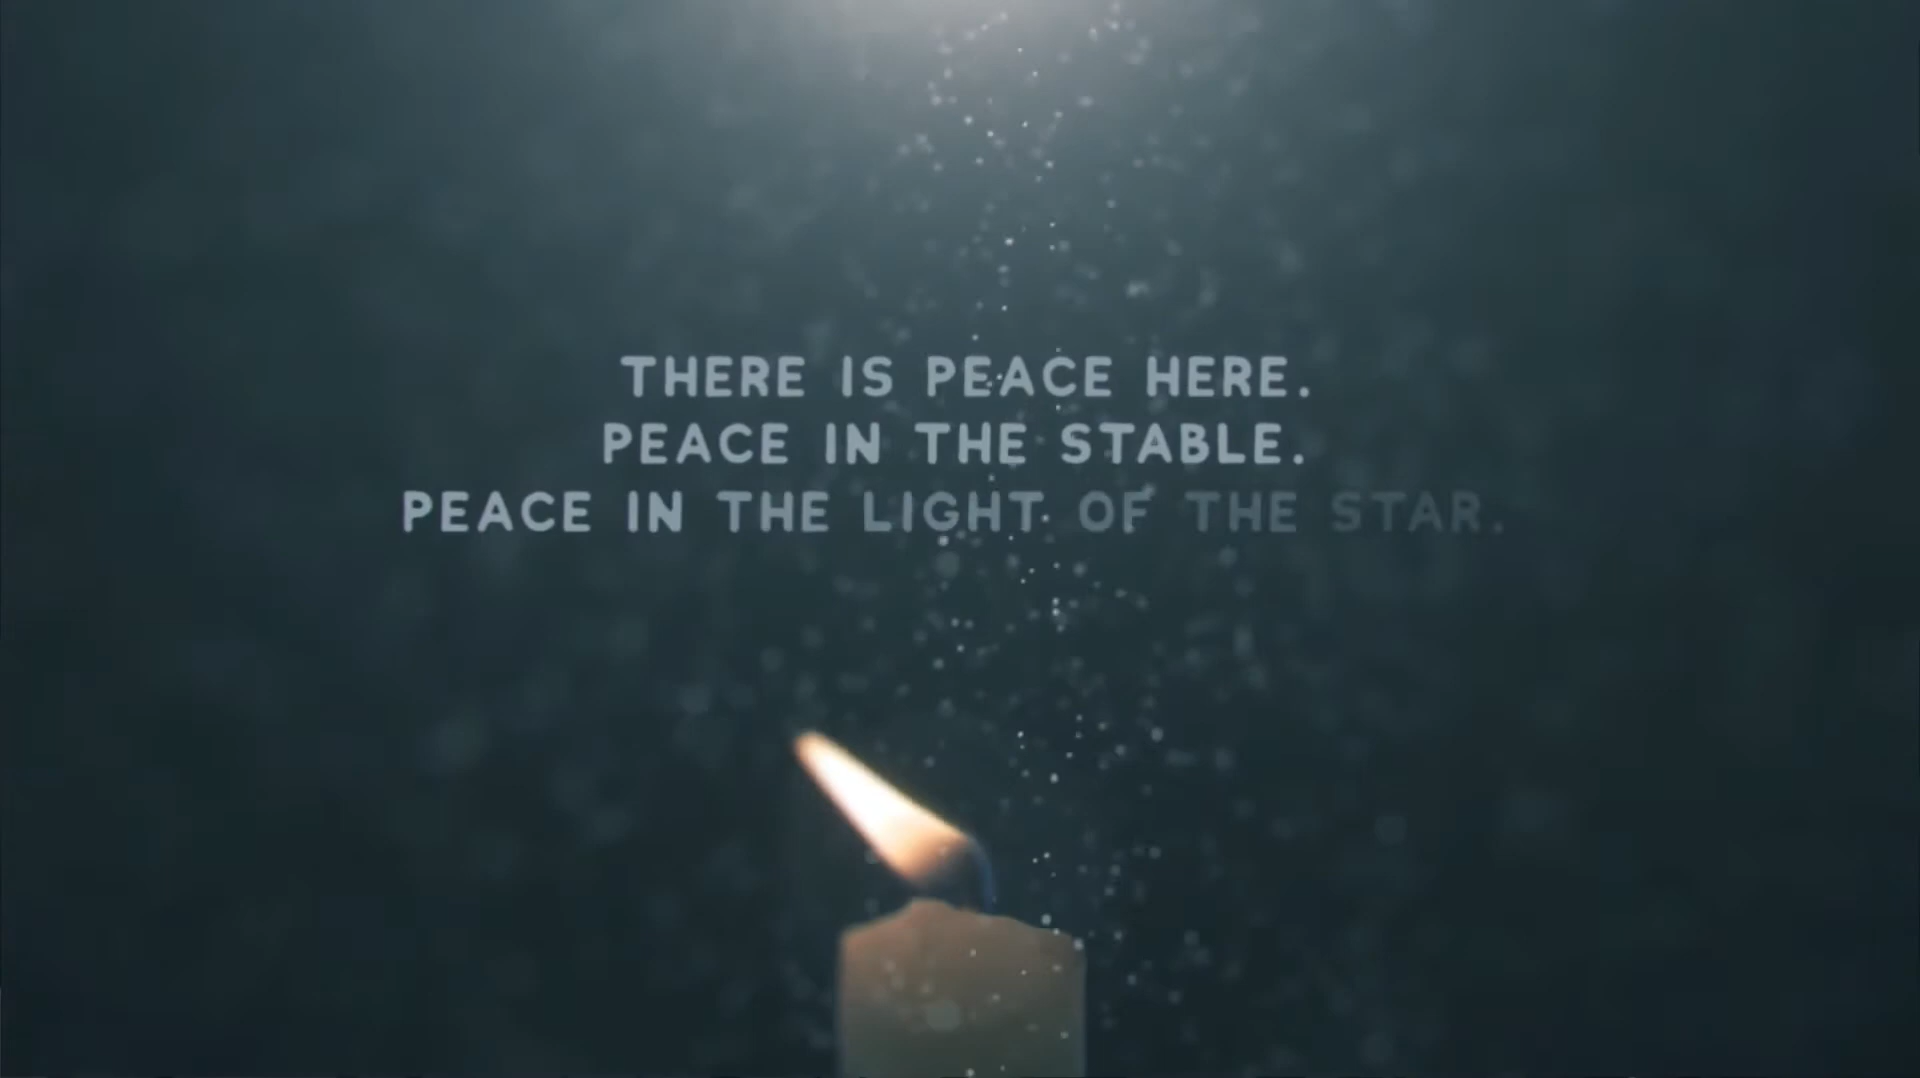 THERE IS PEACE HERE.
PEACE IN THE STABLE.
PEACE IN THE LIGHT OF THE STAR.